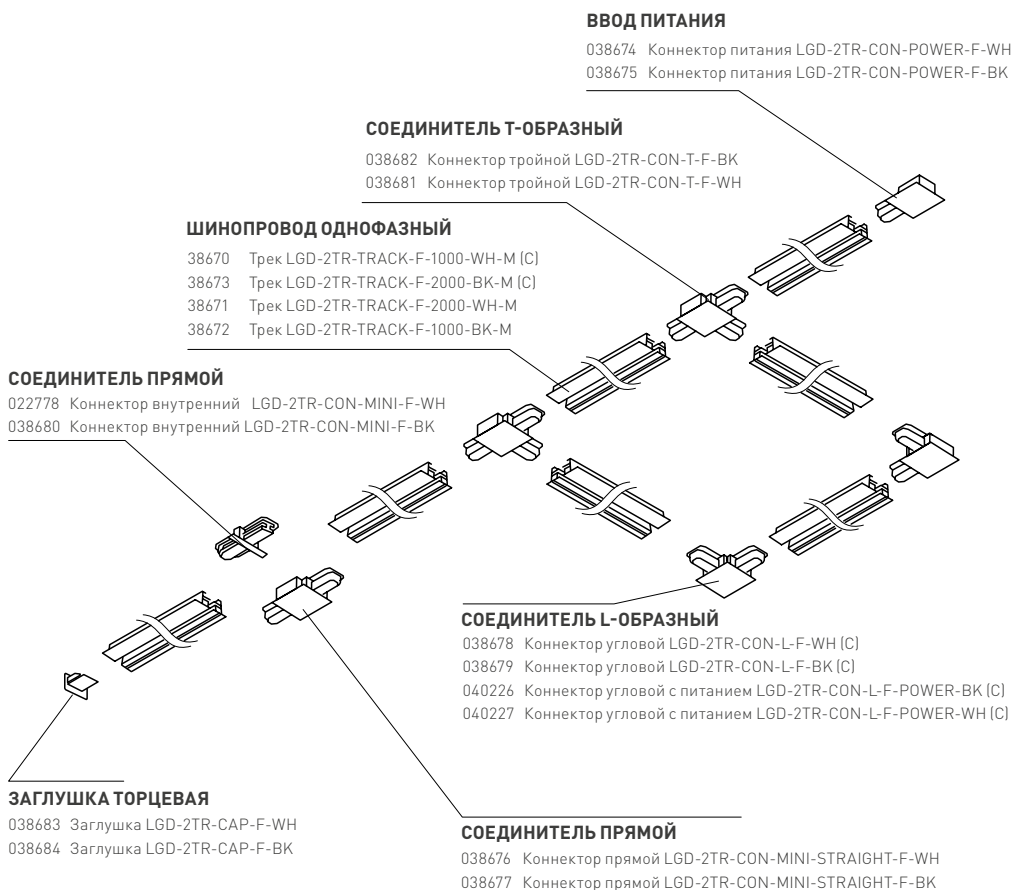 ВВОД ПИТАНИЯ
038674 Коннектор питания LGD-2TR-CON-POWER-F-WH
038675 Коннектор питания LGD-2TR-CON-POWER-F-BK
СОЕДИНИТЕЛЬ Т-ОБРАЗНЫЙ
038682 Коннектор тройной LGD-2TR-CON-T-F-BK
038681 Коннектор тройной LGD-2TR-CON-T-F-WH
ШИНОПРОВОД ОДНОФАЗНЫЙ
38670 Трек LGD-2TR-TRACK-F-1000-WH-M (C)
38673 Трек LGD-2TR-TRACK-F-2000-BK-M (C)
38671 Трек LGD-2TR-TRACK-F-2000-WH-M
38672 Трек LGD-2TR-TRACK-F-1000-BK-M
СОЕДИНИТЕЛЬ ПРЯМОЙ
022778 Коннектор внутренний LGD-2TR-CON-MINI-F-WH
038680 Коннектор внутренний LGD-2TR-CON-MINI-F-BK
СОЕДИНИТЕЛЬ L-ОБРАЗНЫЙ
038678 Коннектор угловой LGD-2TR-CON-L-F-WH (C)
038679 Коннектор угловой LGD-2TR-CON-L-F-BK (C)
040226 Коннектор угловой с питанием LGD-2TR-CON-L-F-POWER-BK (C)
040227 Коннектор угловой с питанием LGD-2TR-CON-L-F-POWER-WH (C)
ЗАГЛУШКА ТОРЦЕВАЯ
038683 Заглушка LGD-2TR-CAP-F-WH
038684 Заглушка LGD-2TR-CAP-F-BK
СОЕДИНИТЕЛЬ ПРЯМОЙ
038676 Коннектор прямой LGD-2TR-CON-MINI-STRAIGHT-F-WH
038677 Коннектор прямой LGD-2TR-CON-MINI-STRAIGHT-F-BK